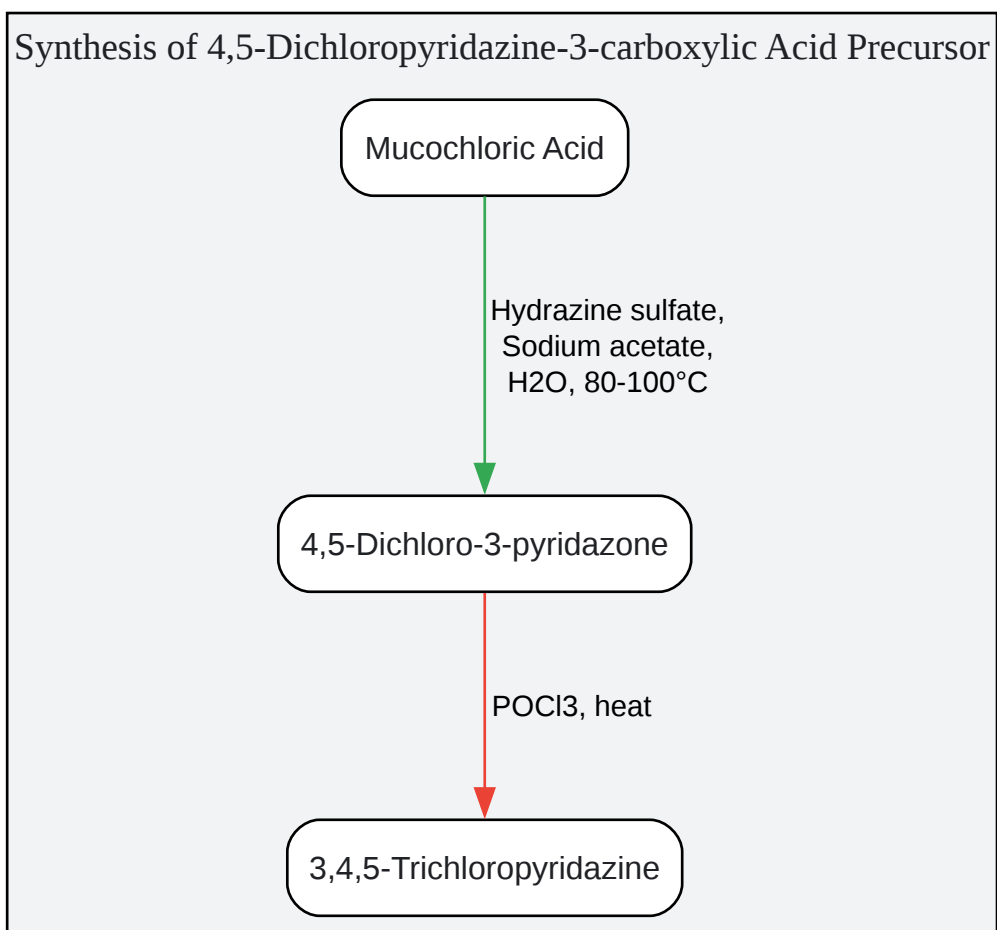 Synthesis of 4,5-Dichloropyridazine-3-carboxylic Acid Precursor
Mucochloric Acid
Hydrazine sulfate,
Sodium acetate,
H2O, 80-100°C
4,5-Dichloro-3-pyridazone
POCl3, heat
3,4,5-Trichloropyridazine